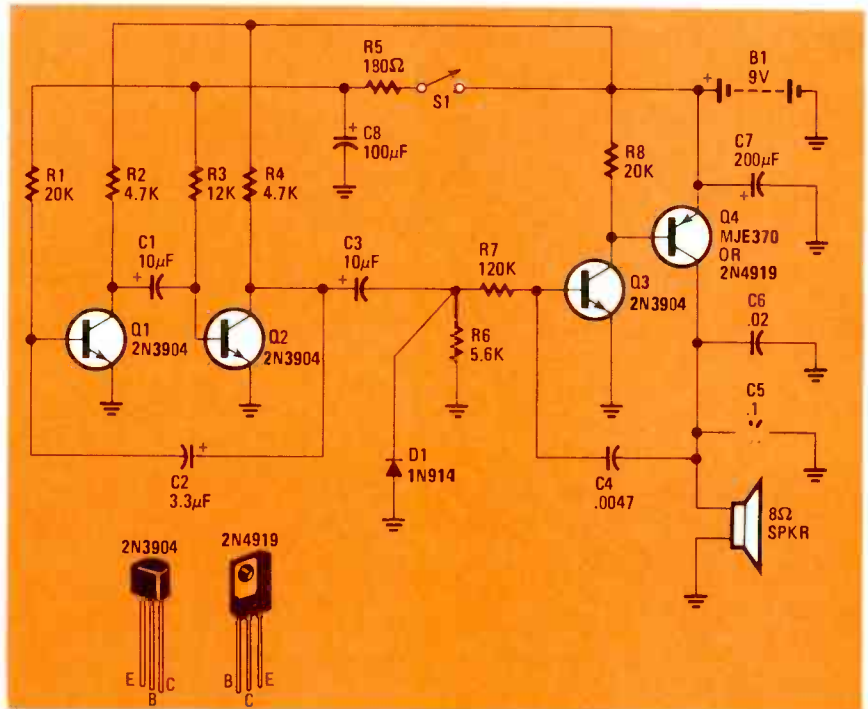 R5
180Ω
S1
B1
9V
+
+
C8
100μF
C7
200μF
+
R1
20K
R2
4.7K
R3
12K
R4
4.7K
R8
20K
Q4
MJE370
OR
2N4919
C1
10μF
+
C3
10μF
+
R7
120K
Q3
2N3904
Q1
2N3904
Q2
2N3904
R6
5.6K
C6
.02
C5
.1
C2
3.3μF
+
D1
1N914
C4
.0047
8Ω
SPKR
2N3904
2N4919
E
B
C
B
C
E